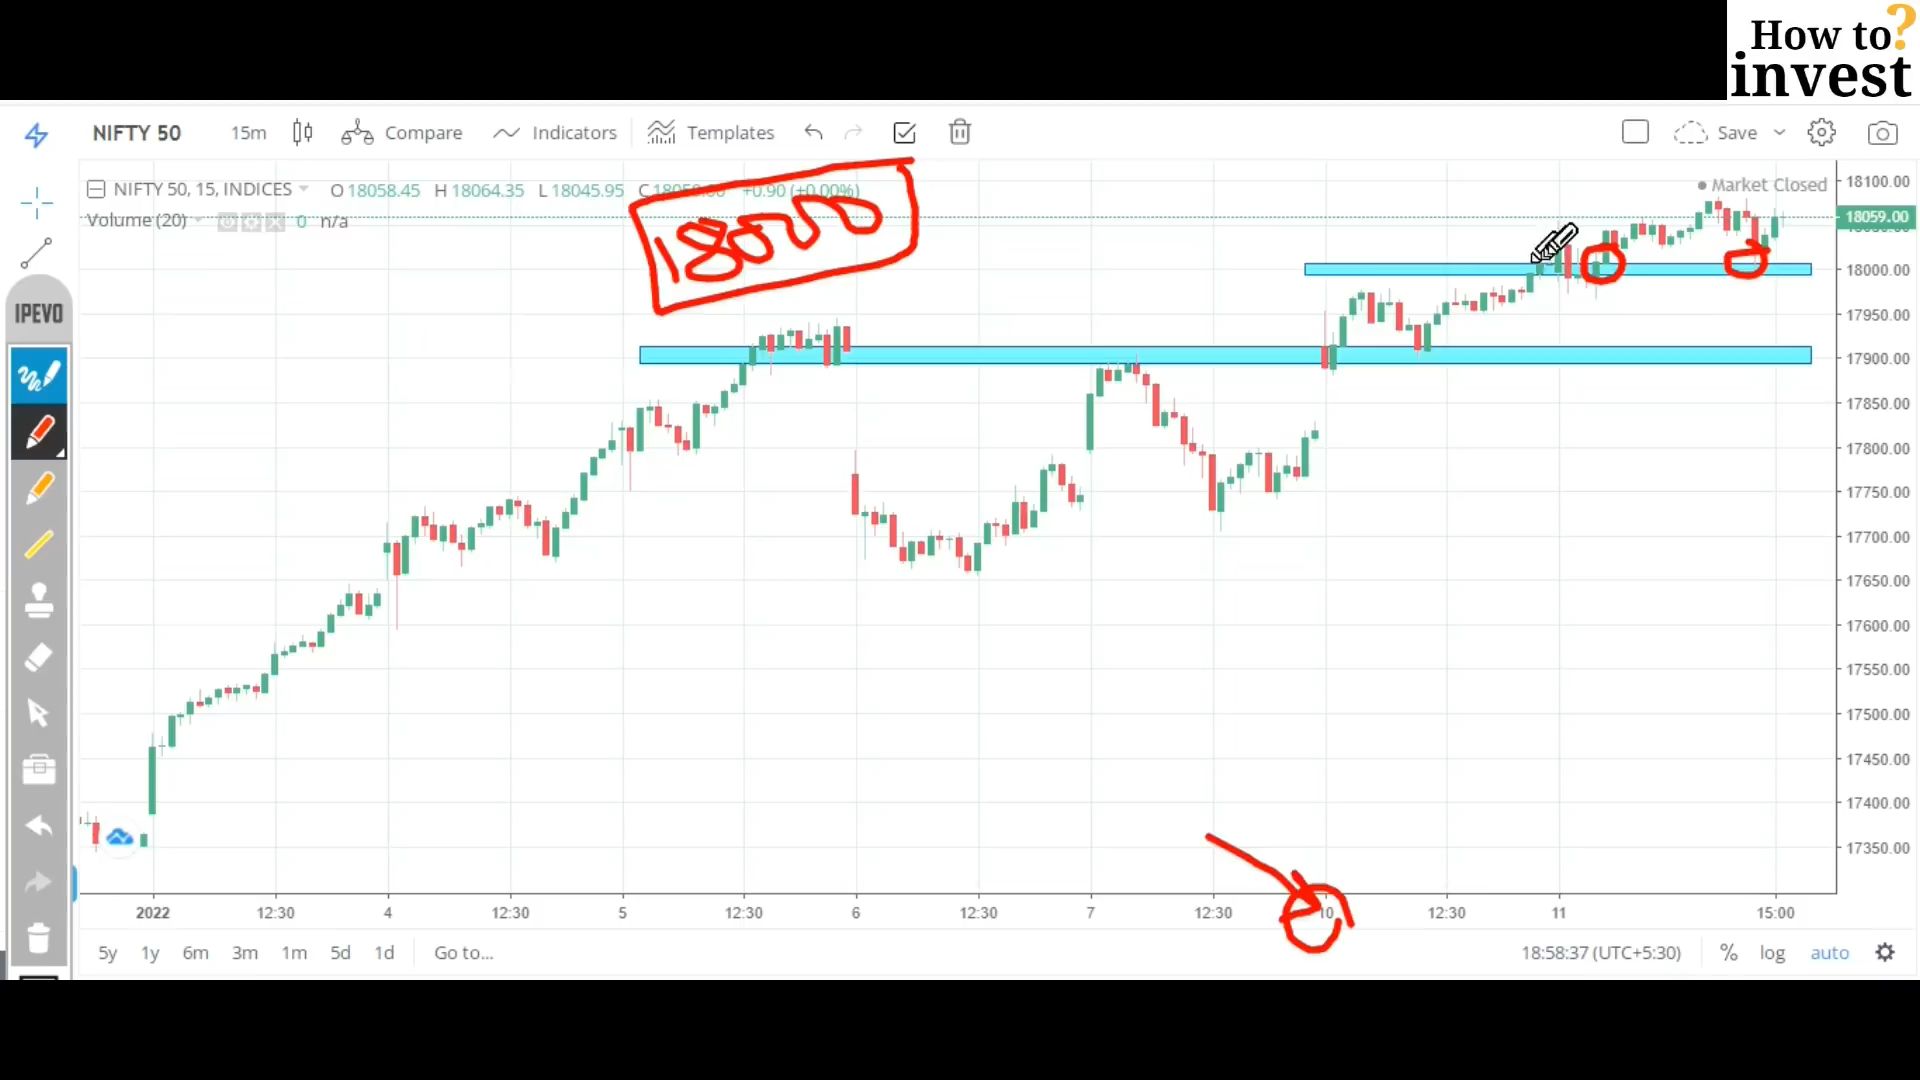 How to?
invest
NIFTY 50 15m Compare Indicators Templates Save
NIFTY 50, 15, INDICES O 18058.45 H 18064.35 L 18045.95 C +0.90 (+0.00%)
Market Closed
Volume (20) 0 n/a
18000
IPEVO
18100.00
18059.00
18000.00
17950.00
17900.00
17850.00
17800.00
17750.00
17700.00
17650.00
17600.00
17550.00
17500.00
17450.00
17400.00
17350.00
2022 12:30 4 12:30 5 12:30 6 12:30 7 12:30 10 12:30 11 15:00
5y 1y 6m 3m 1m 5d 1d Go to... 18:58:37 (UTC+5:30) % log auto